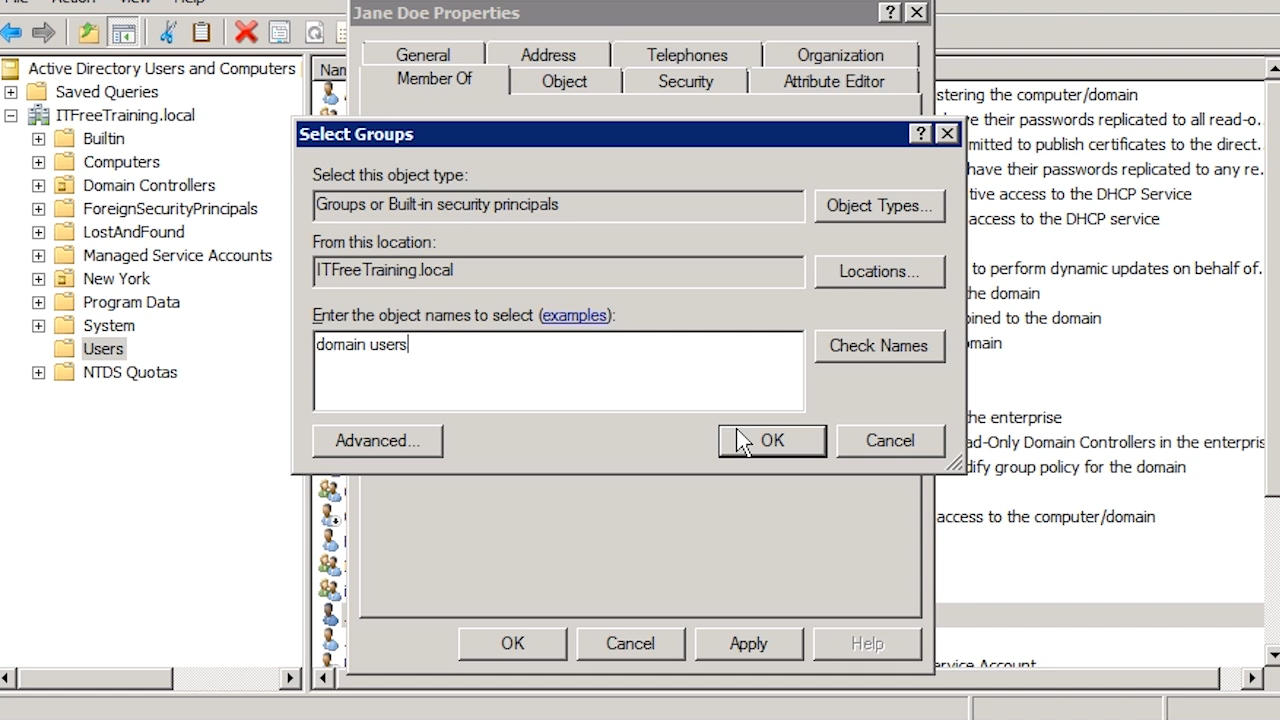 Action
View
Help
Jane Doe Properties
General
Address
Telephones
Organization
Member Of
Object
Security
Attribute Editor
Active Directory Users and Computers
Saved Queries
ITFreeTraining.local
Builtin
Computers
Domain Controllers
ForeignSecurityPrincipals
LostAndFound
Managed Service Accounts
New York
Program Data
System
Users
NTDS Quotas
Select Groups
Select this object type:
Groups or Built-in security principals
Object Types...
From this location:
ITFreeTraining.local
Locations...
Enter the object names to select (examples):
domain users
Check Names
Advanced...
OK
Cancel
stering the computer/domain
their passwords replicated to all read-o...
mitted to publish certificates to the direct...
have their passwords replicated to any re...
tive access to the DHCP Service
access to the DHCP service
to perform dynamic updates on behalf of...
he domain
ined to the domain
main
he enterprise
ad-Only Domain Controllers in the enterpris
dify group policy for the domain
access to the computer/domain
ervice Account
OK
Cancel
Apply
Help